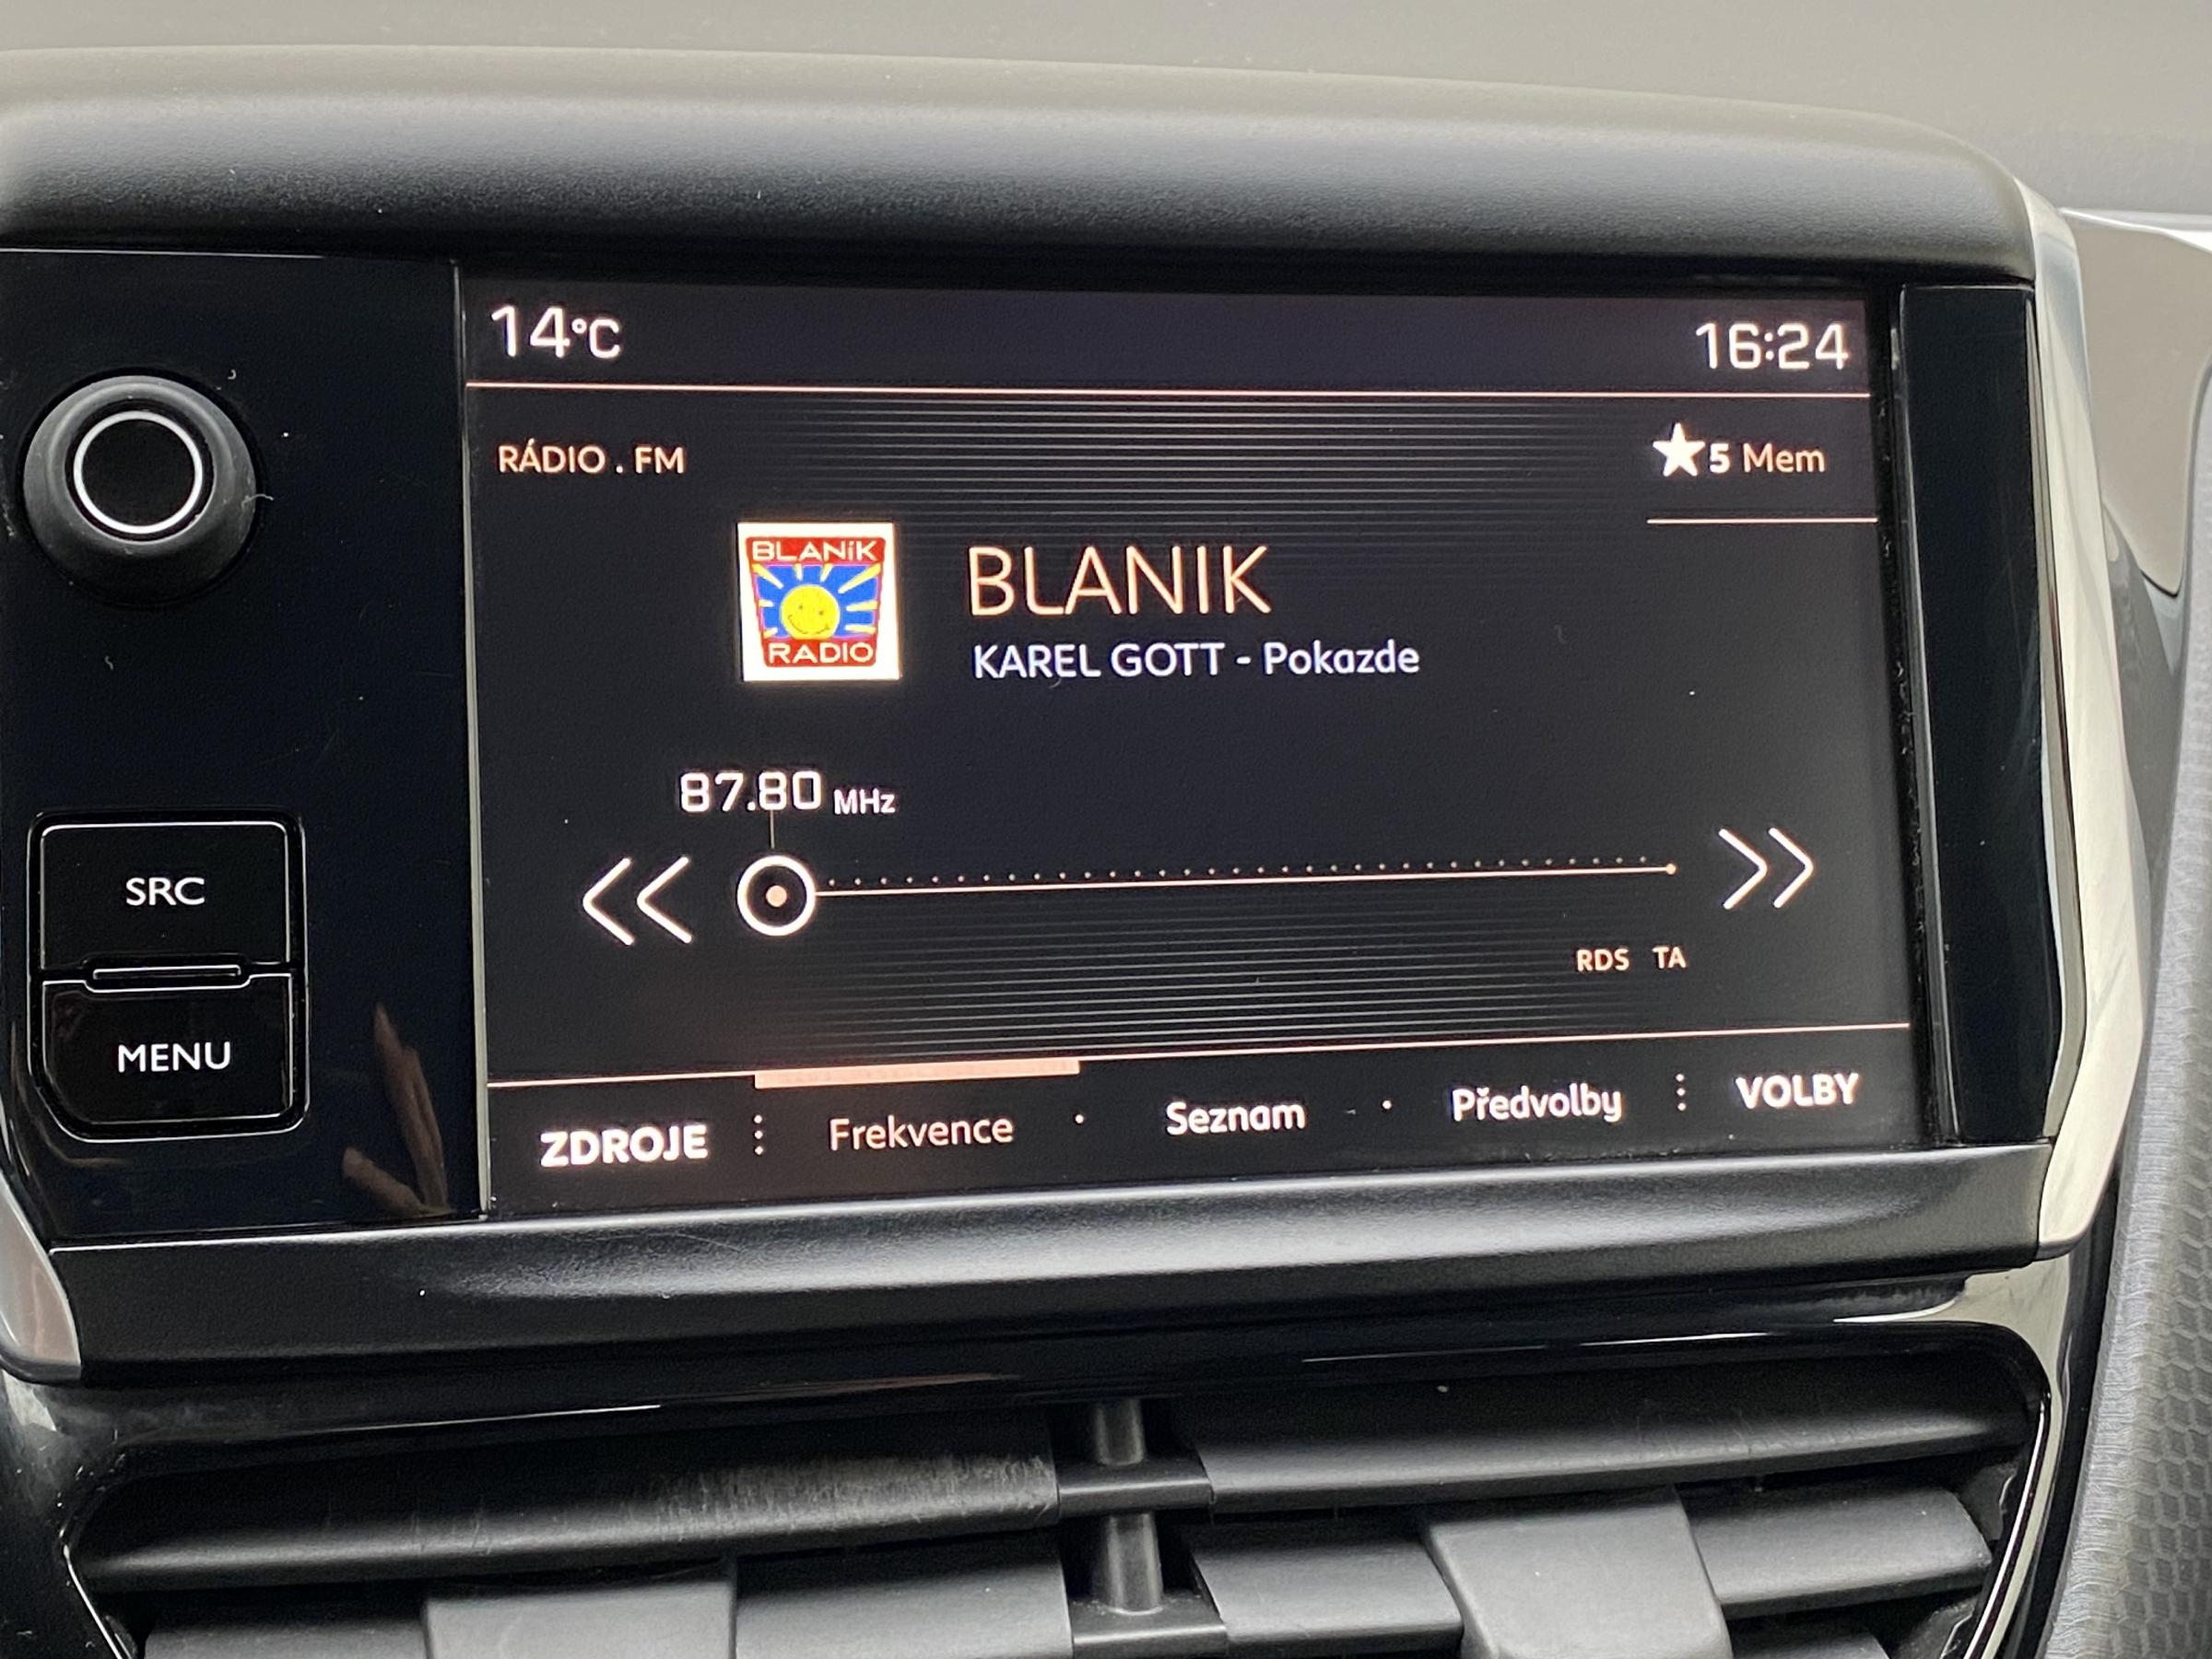 14°C
16:24
RÁDIO . FM
★5 Mem
BLANiK
RADIO
BLANIK
KAREL GOTT - Pokazde
87.80 MHz
SRC
RDS TA
MENU
ZDROJE
Frekvence
Seznam
Předvolby
VOLBY